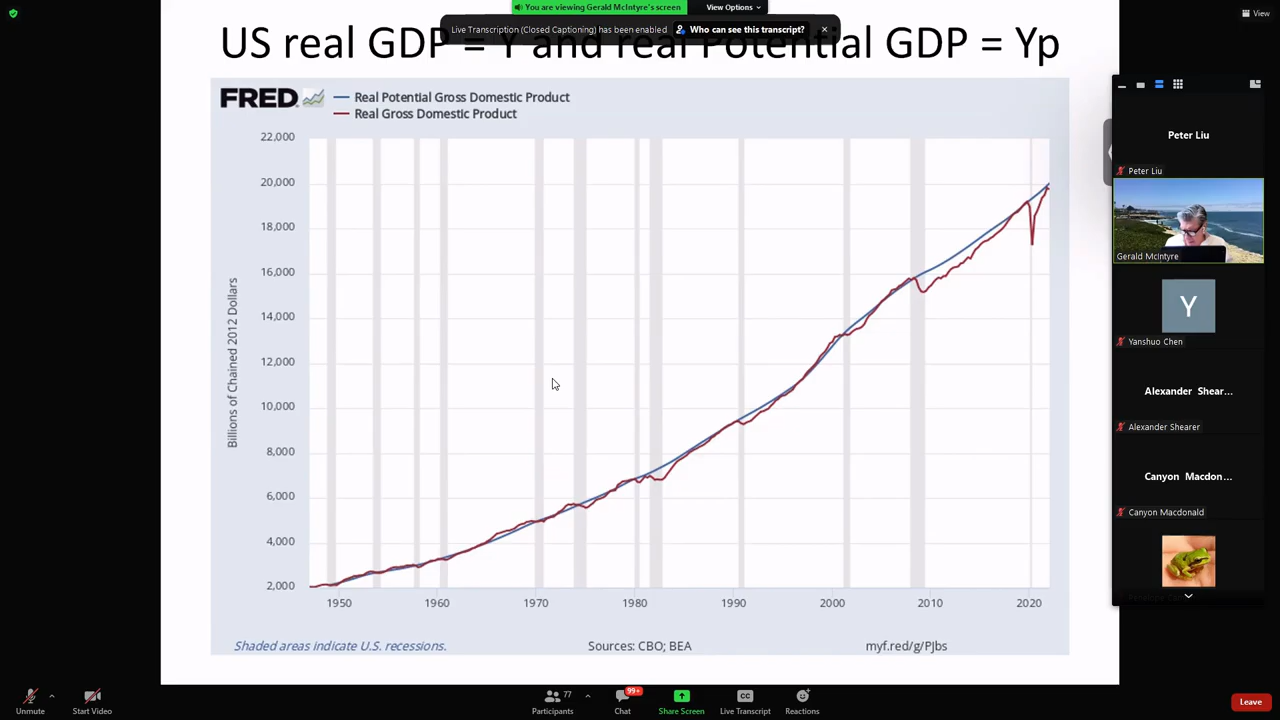 You are viewing Gerald McIntyre's screen
View Options
View
Live Transcription (Closed Captioning) has been enabled
Who can see this transcript?
US real GDP = Y and real Potential GDP = Yp
FRED
Real Potential Gross Domestic Product
Real Gross Domestic Product
22,000
20,000
18,000
16,000
14,000
12,000
10,000
8,000
6,000
4,000
2,000
Billions of Chained 2012 Dollars
1950 1960 1970 1980 1990 2000 2010 2020
Shaded areas indicate U.S. recessions.
Sources: CBO; BEA
myf.red/g/PJbs
Peter Liu
Peter Liu
Gerald McIntyre
Y
Yanshuo Chen
Alexander Shear...
Alexander Shearer
Canyon Macdon...
Canyon Macdonald
Unmute
Start Video
77
Participants
99+
Chat
Share Screen
CC
Live Transcript
Reactions
Leave